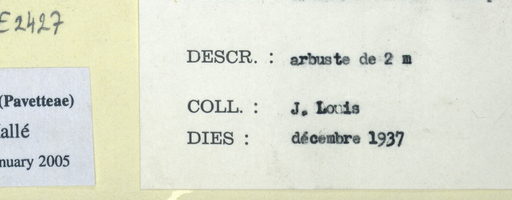 E2427
DESCR. : arbuste de 2 m
(Pavetteae)
COLL. : J. Louis
allé
DIES : décembre 1937
nuary 2005